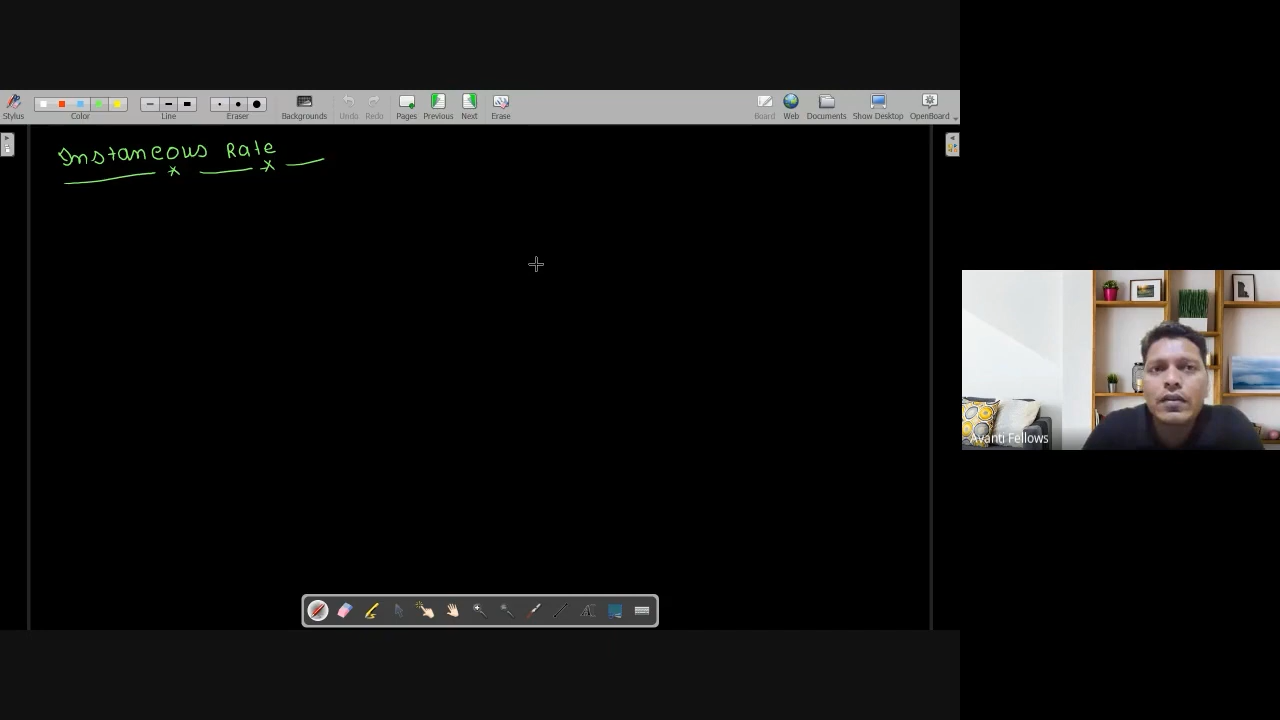 Stylus
Color
Line
Eraser
Backgrounds
Undo
Redo
Pages
Previous
Next
Erase
Board
Web
Documents
Show Desktop
OpenBoard
Instaneous Rate
Avanti Fellows